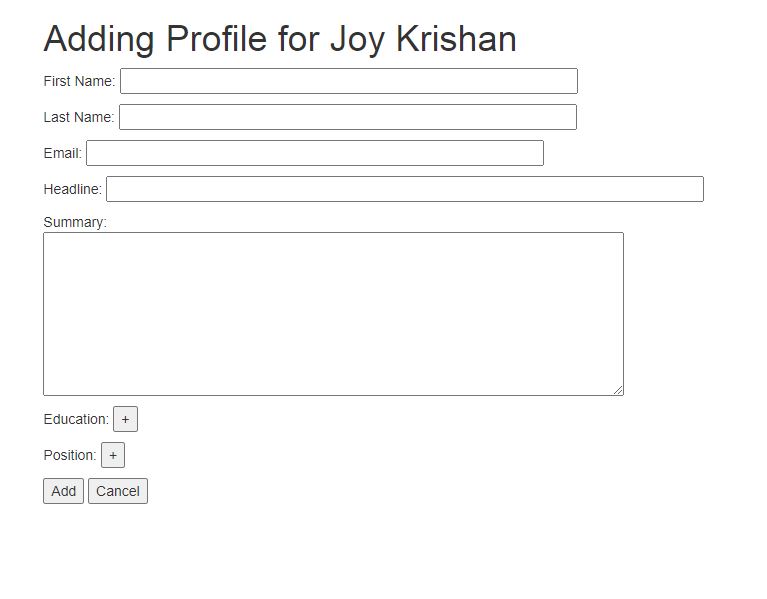 Adding Profile for Joy Krishan
First Name:
Last Name:
Email:
Headline:
Summary:
Education: +
Position: +
Add Cancel